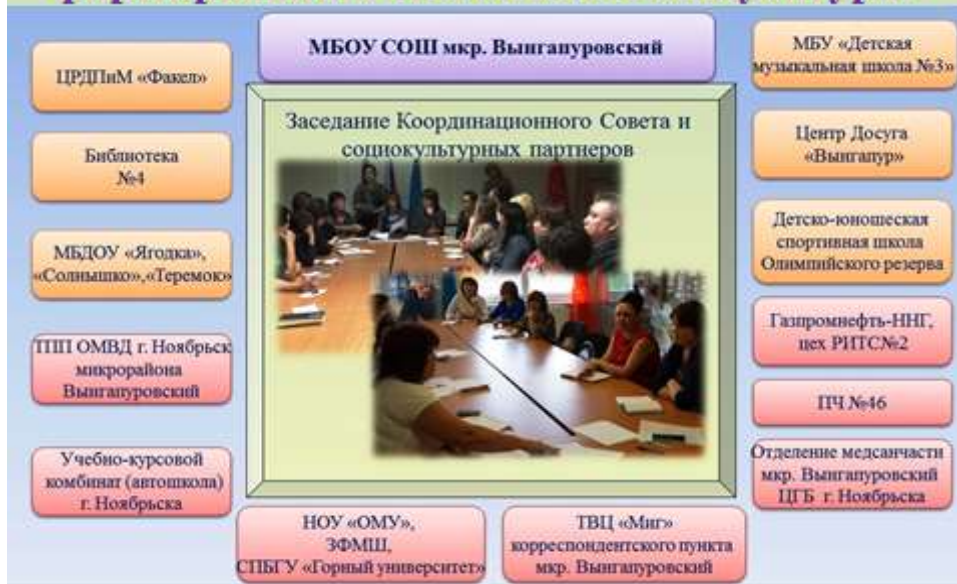 МБОУ СОШ мкр. Вынгапуровский
ЦРДПиМ «Факел»
Библиотека
№4
МБДОУ «Ягодка»,
«Солнышко»,«Теремок»
ТПП ОМВД г. Ноябрьск
микрорайона
Вынгапуровский
Учебно-курсовой
комбинат (автошкола)
г. Ноябрьска
Заседание Координационного Совета и
социокультурных партнеров
МБУ «Детская
музыкальная школа №3»
Центр Досуга
«Вынгапур»
Детско-юношеская
спортивная школа
Олимпийского резерва
Газпромнефть-ННГ,
цех РИТС№2
ПЧ №46
Отделение медсанчасти
мкр. Вынгапуровский
ЦГБ г. Ноябрьска
НОУ «ОМУ»,
ЗФМШ,
СПБГУ «Горный университет»
ТВЦ «Миг»
корреспондентского пункта
мкр. Вынгапуровский